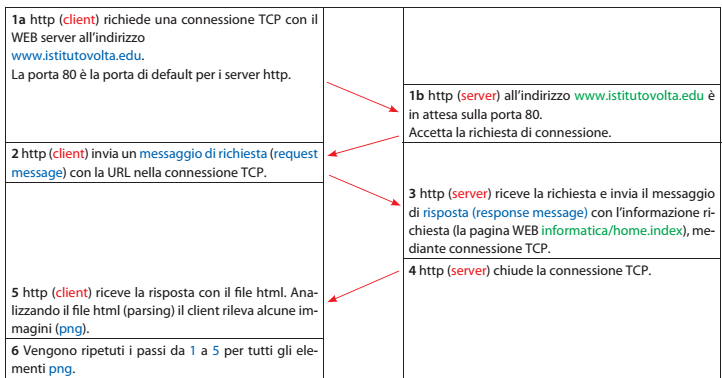 1a http (client) richiede una connessione TCP con il
WEB server all'indirizzo
www.istitutovolta.edu.
La porta 80 è la porta di default per i server http.
1b http (server) all'indirizzo www.istitutovolta.edu è
in attesa sulla porta 80.
Accetta la richiesta di connessione.
2 http (client) invia un messaggio di richiesta (request
message) con la URL nella connessione TCP.
3 http (server) riceve la richiesta e invia il messaggio
di risposta (response message) con l'informazione ri-
chiesta (la pagina WEB informatica/home.index), me-
diante connessione TCP.
4 http (server) chiude la connessione TCP.
5 http (client) riceve la risposta con il file html. Ana-
lizzando il file html (parsing) il client rileva alcune im-
magini (png).
6 Vengono ripetuti i passi da 1 a 5 per tutti gli ele-
menti png.